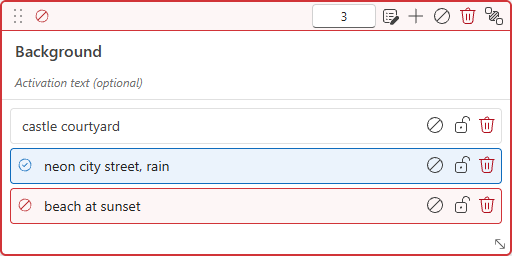 3
Background
Activation text (optional)
castle courtyard
neon city street, rain
beach at sunset